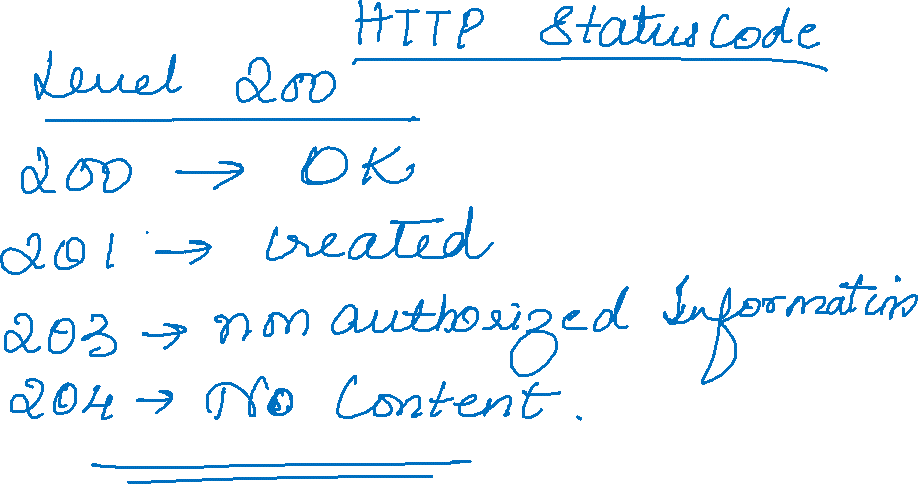 HTTP Status Code
Level 200
200 → OK
201 → Created
203 → non authorized Information
204 → No Content.